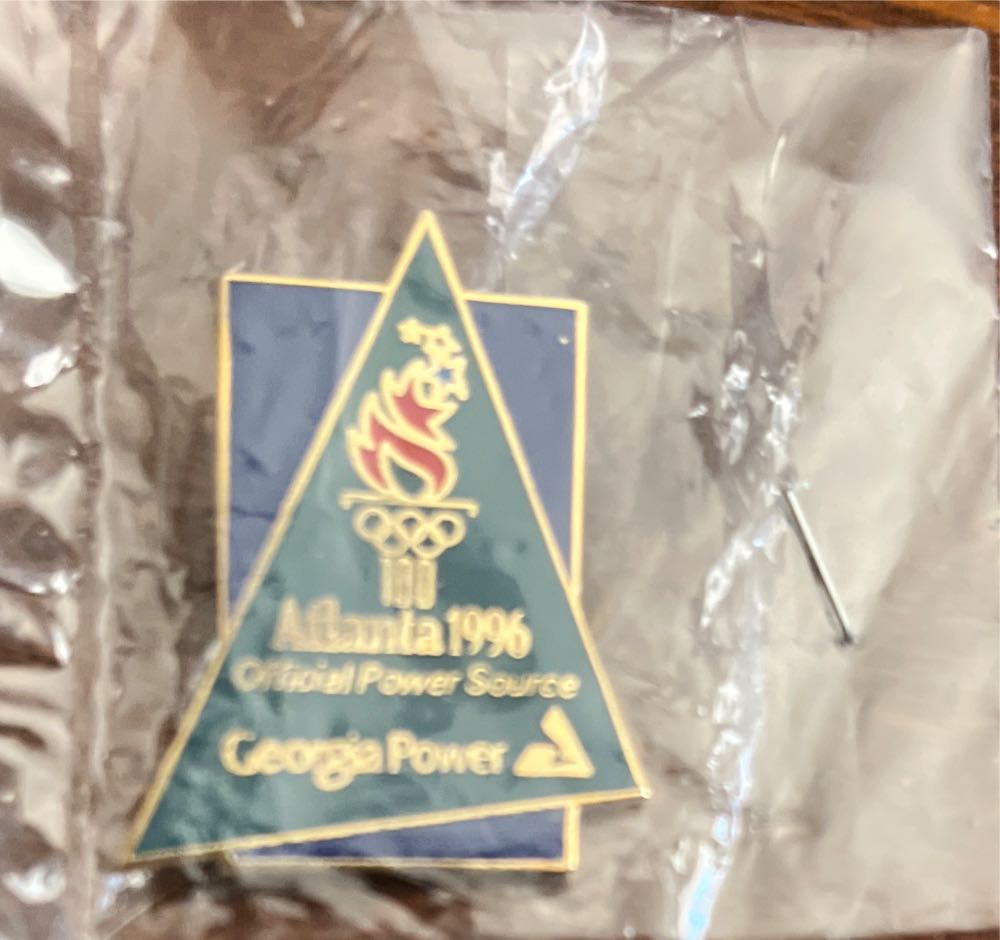 100
Atlanta 1996
Official Power Source
Georgia Power